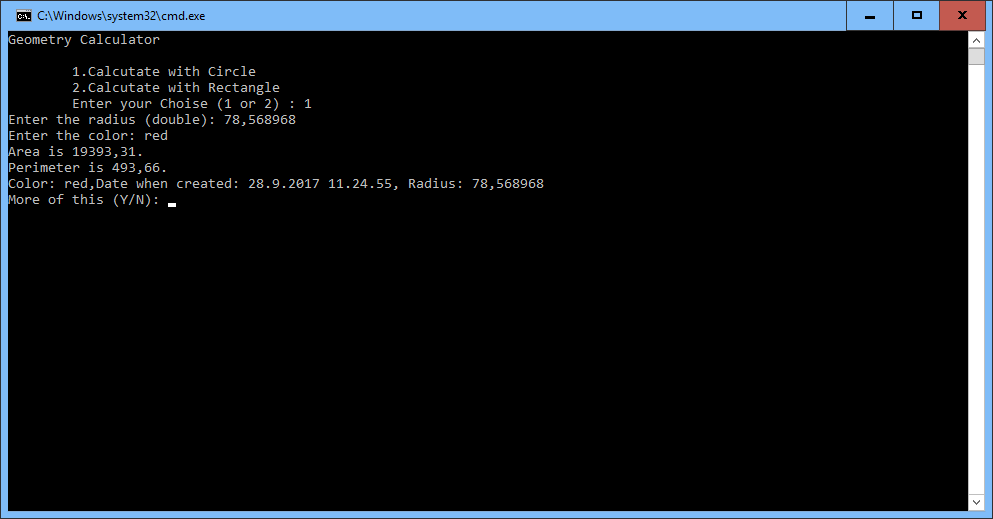 C:\Windows\system32\cmd.exe
Geometry Calculator
1.Calcutate with Circle
2.Calcutate with Rectangle
Enter your Choise (1 or 2) : 1
Enter the radius (double): 78,568968
Enter the color: red
Area is 19393,31.
Perimeter is 493,66.
Color: red,Date when created: 28.9.2017 11.24.55, Radius: 78,568968
More of this (Y/N):